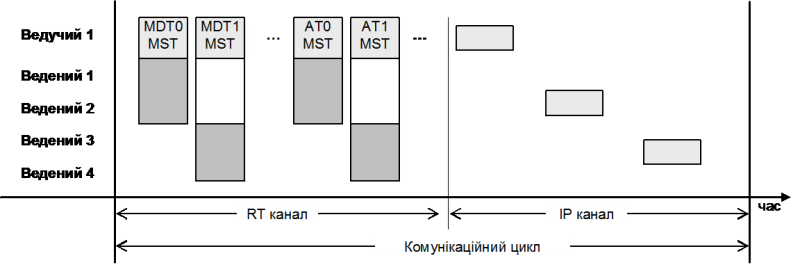 Ведучий 1
MDT0
MST
MDT1
MST
...
AT0
MST
AT1
MST
---
Ведений 1
Ведений 2
Ведений 3
Ведений 4
час
RT канал
IP канал
Комунікаційний цикл